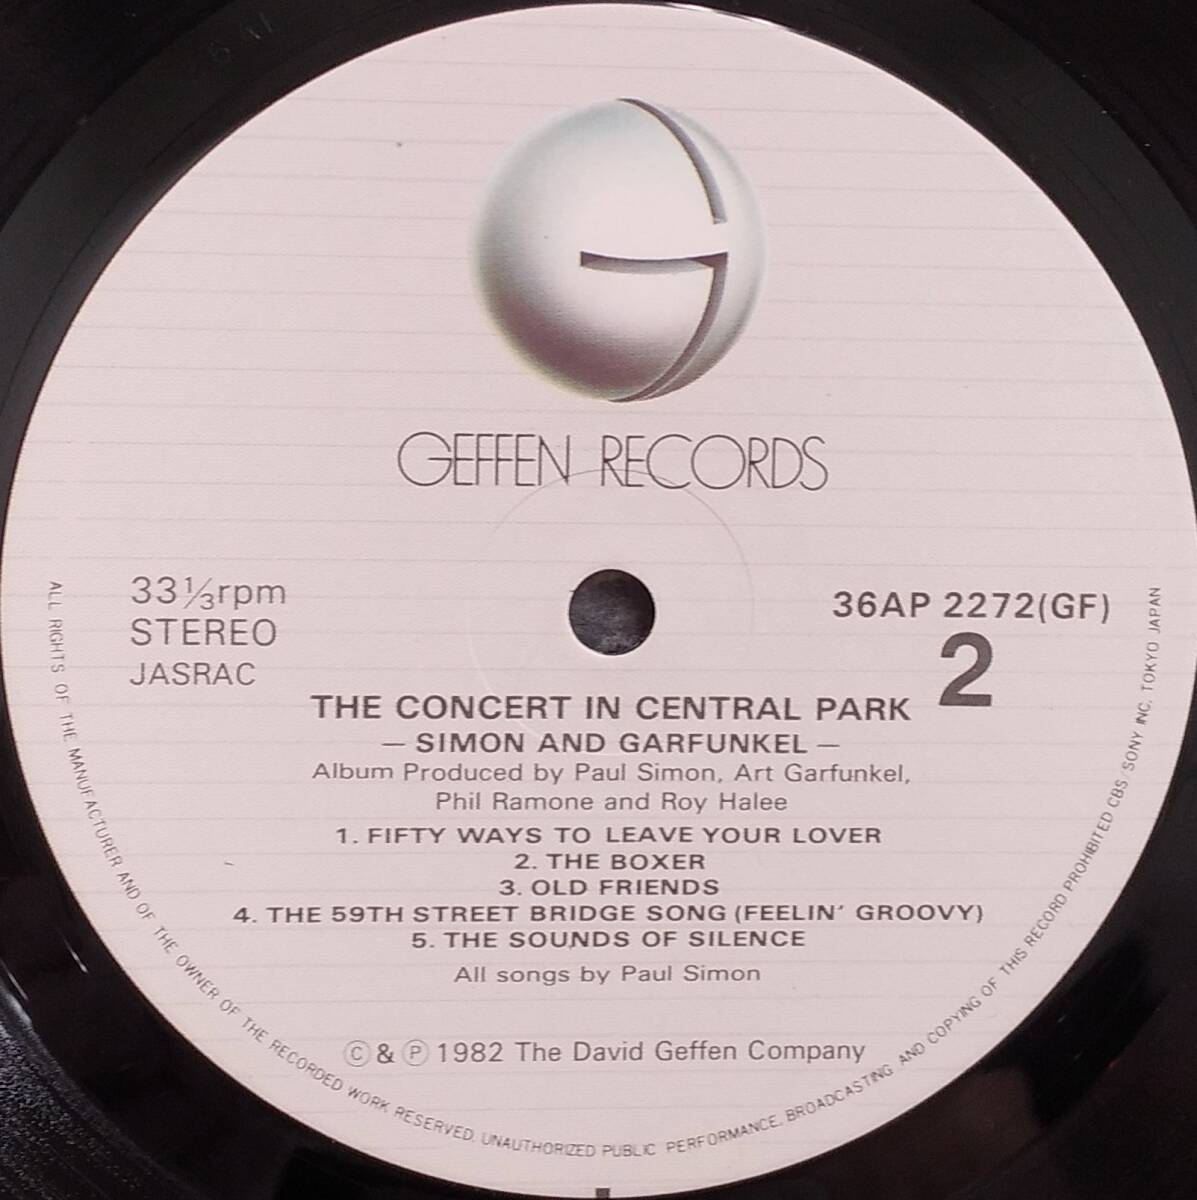 GEFFEN RECORDS
33⅓rpm
STEREO
JASRAC
36AP 2272(GF)
2
THE CONCERT IN CENTRAL PARK
— SIMON AND GARFUNKEL —
Album Produced by Paul Simon, Art Garfunkel,
Phil Ramone and Roy Halee
1. FIFTY WAYS TO LEAVE YOUR LOVER
2. THE BOXER
3. OLD FRIENDS
4. THE 59TH STREET BRIDGE SONG (FEELIN' GROOVY)
5. THE SOUNDS OF SILENCE
All songs by Paul Simon
Ⓒ & Ⓟ 1982 The David Geffen Company
ALL RIGHTS OF THE MANUFACTURER AND OF THE OWNER OF THE RECORDED WORK RESERVED. UNAUTHORIZED PUBLIC PERFORMANCE, BROADCASTING AND COPYING OF THIS RECORD PROHIBITED CBS/SONY INC. TOKYO JAPAN